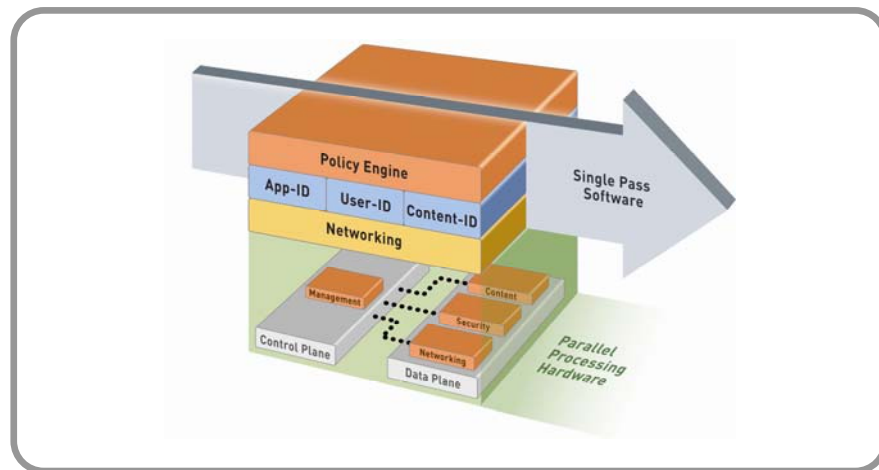 Policy Engine
App-ID
User-ID
Content-ID
Networking
Single Pass
Software
Management
Content
Security
Networking
Control Plane
Data Plane
Parallel
Processing
Hardware